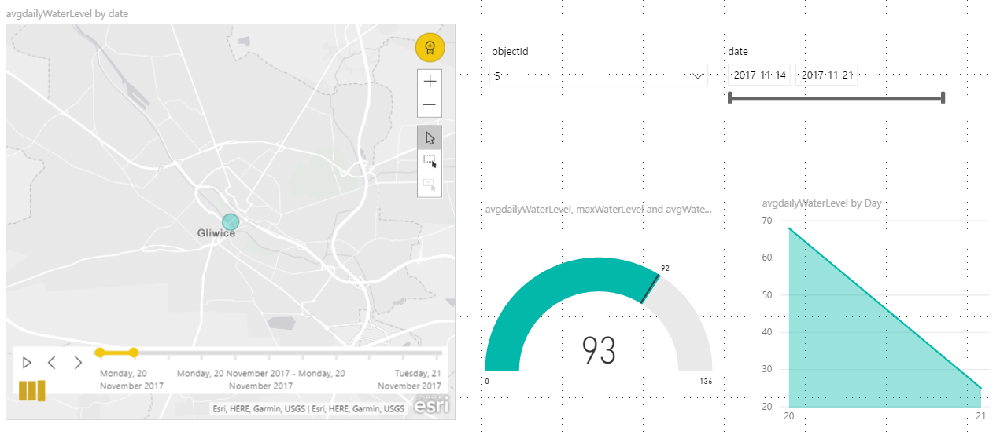 avgdailyWaterLevel by date
Gliwice
Monday, 20
November 2017
Monday, 20 November 2017 - Monday, 20
November 2017
Tuesday, 21
November 2017
Esri, HERE, Garmin, USGS | Esri, HERE, Garmin, USGS
POWERED BY
esri
objectId
5
date
2017-11-14
2017-11-21
avgdailyWaterLevel, maxWaterLevel and avgWate...
92
93
0
136
avgdailyWaterLevel by Day
70
60
50
40
30
20
20
21